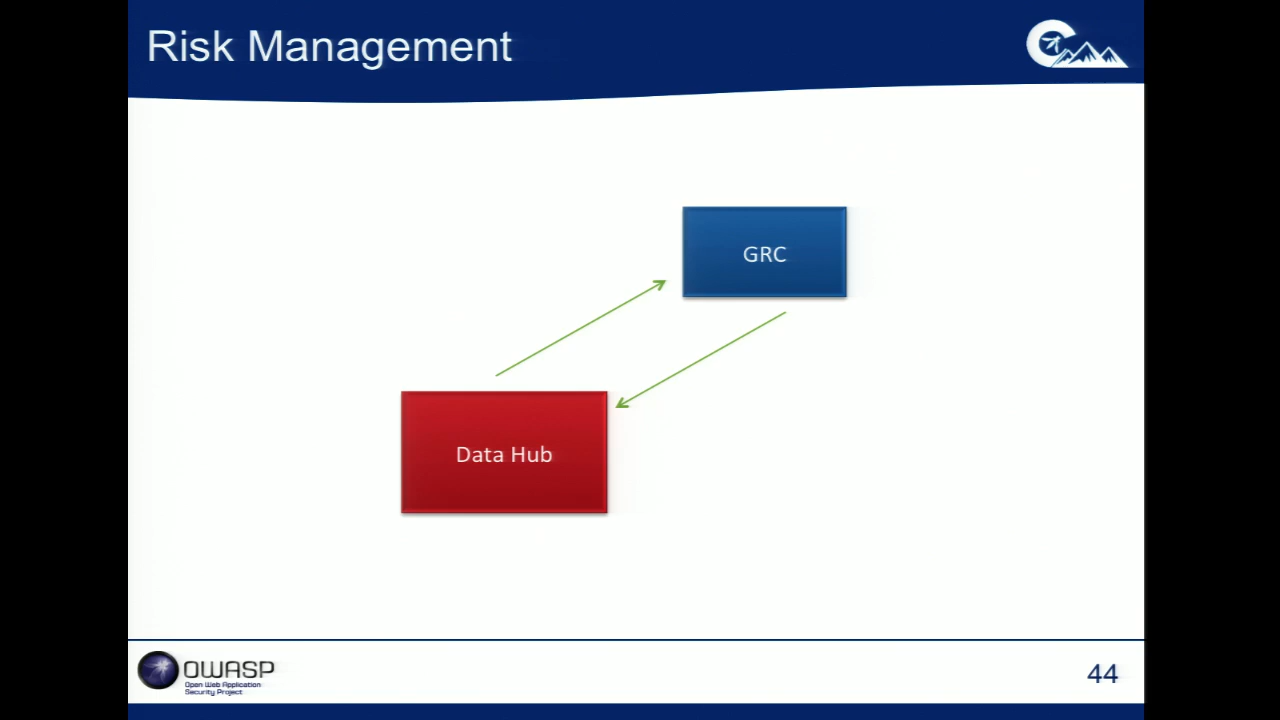 Risk Management
GRC
Data Hub
OWASP
Open Web Application
Security Project
44